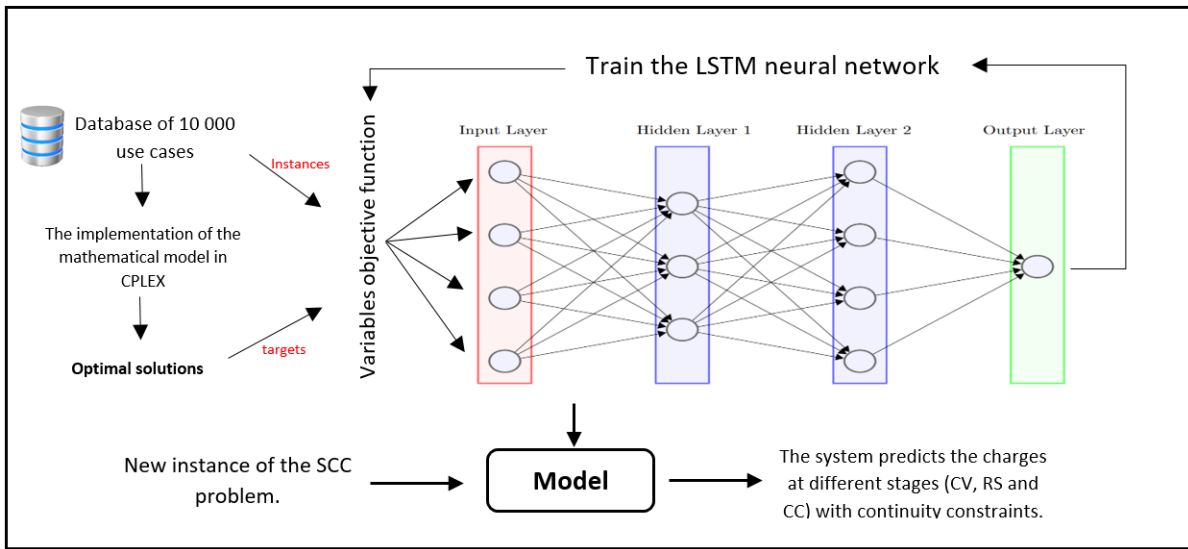 Train the LSTM neural network
Database of 10 000
use cases
Instances
The implementation of the
mathematical model in
CPLEX
Optimal solutions
targets
Variables objective function
Input Layer
Hidden Layer 1
Hidden Layer 2
Output Layer
New instance of the SCC
problem.
Model
The system predicts the charges
at different stages (CV, RS and
CC) with continuity constraints.